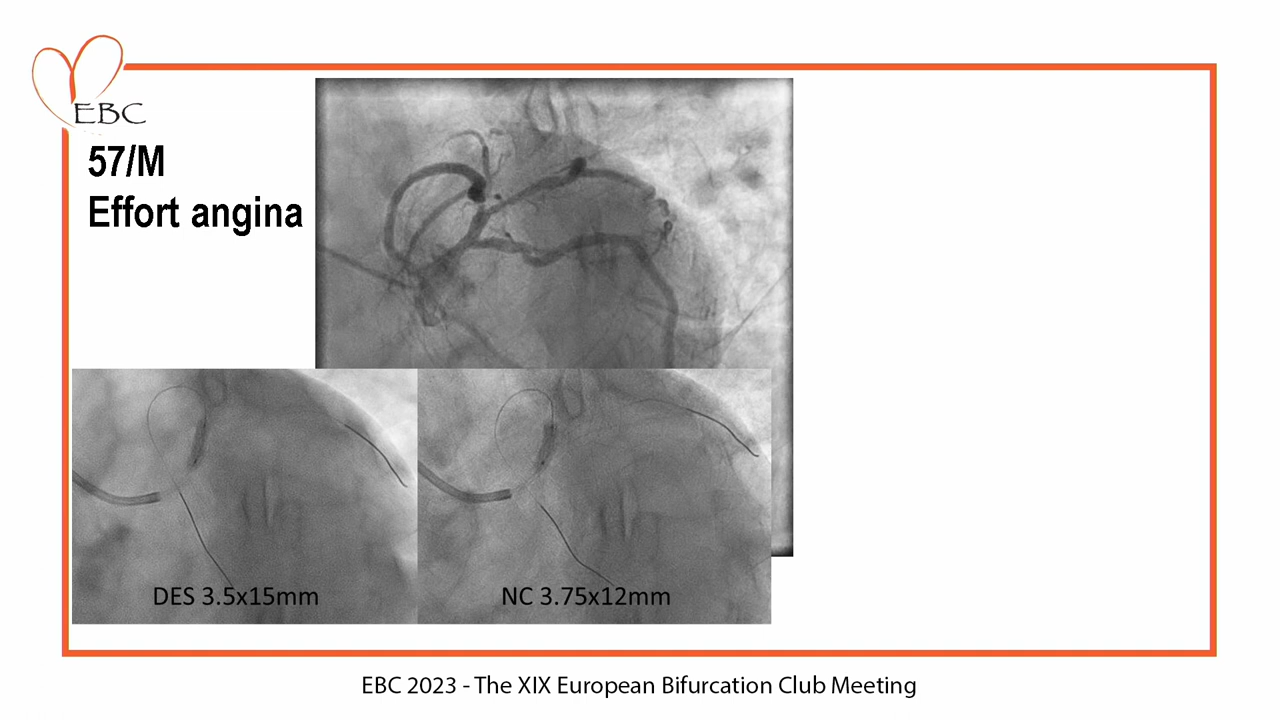 EBC
57/M
Effort angina
DES 3.5x15mm
NC 3.75x12mm
EBC 2023 - The XIX European Bifurcation Club Meeting